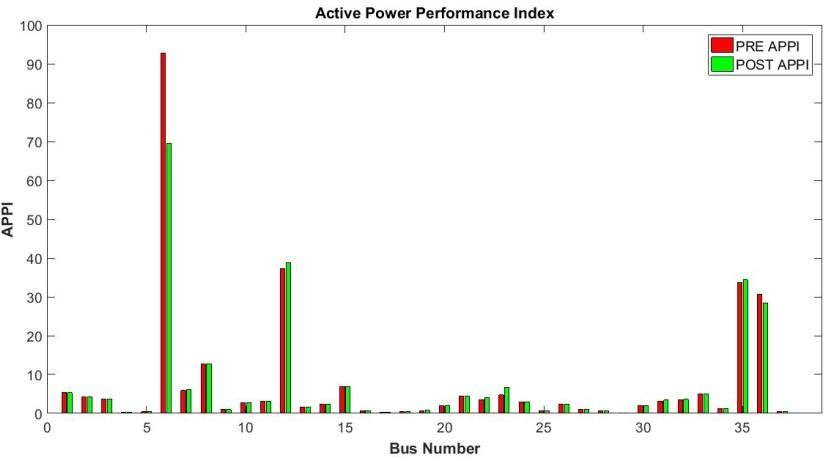 Active Power Performance Index
100
90
80
70
60
50
40
30
20
10
0
APPI
PRE APPI
POST APPI
0 5 10 15 20 25 30 35
Bus Number